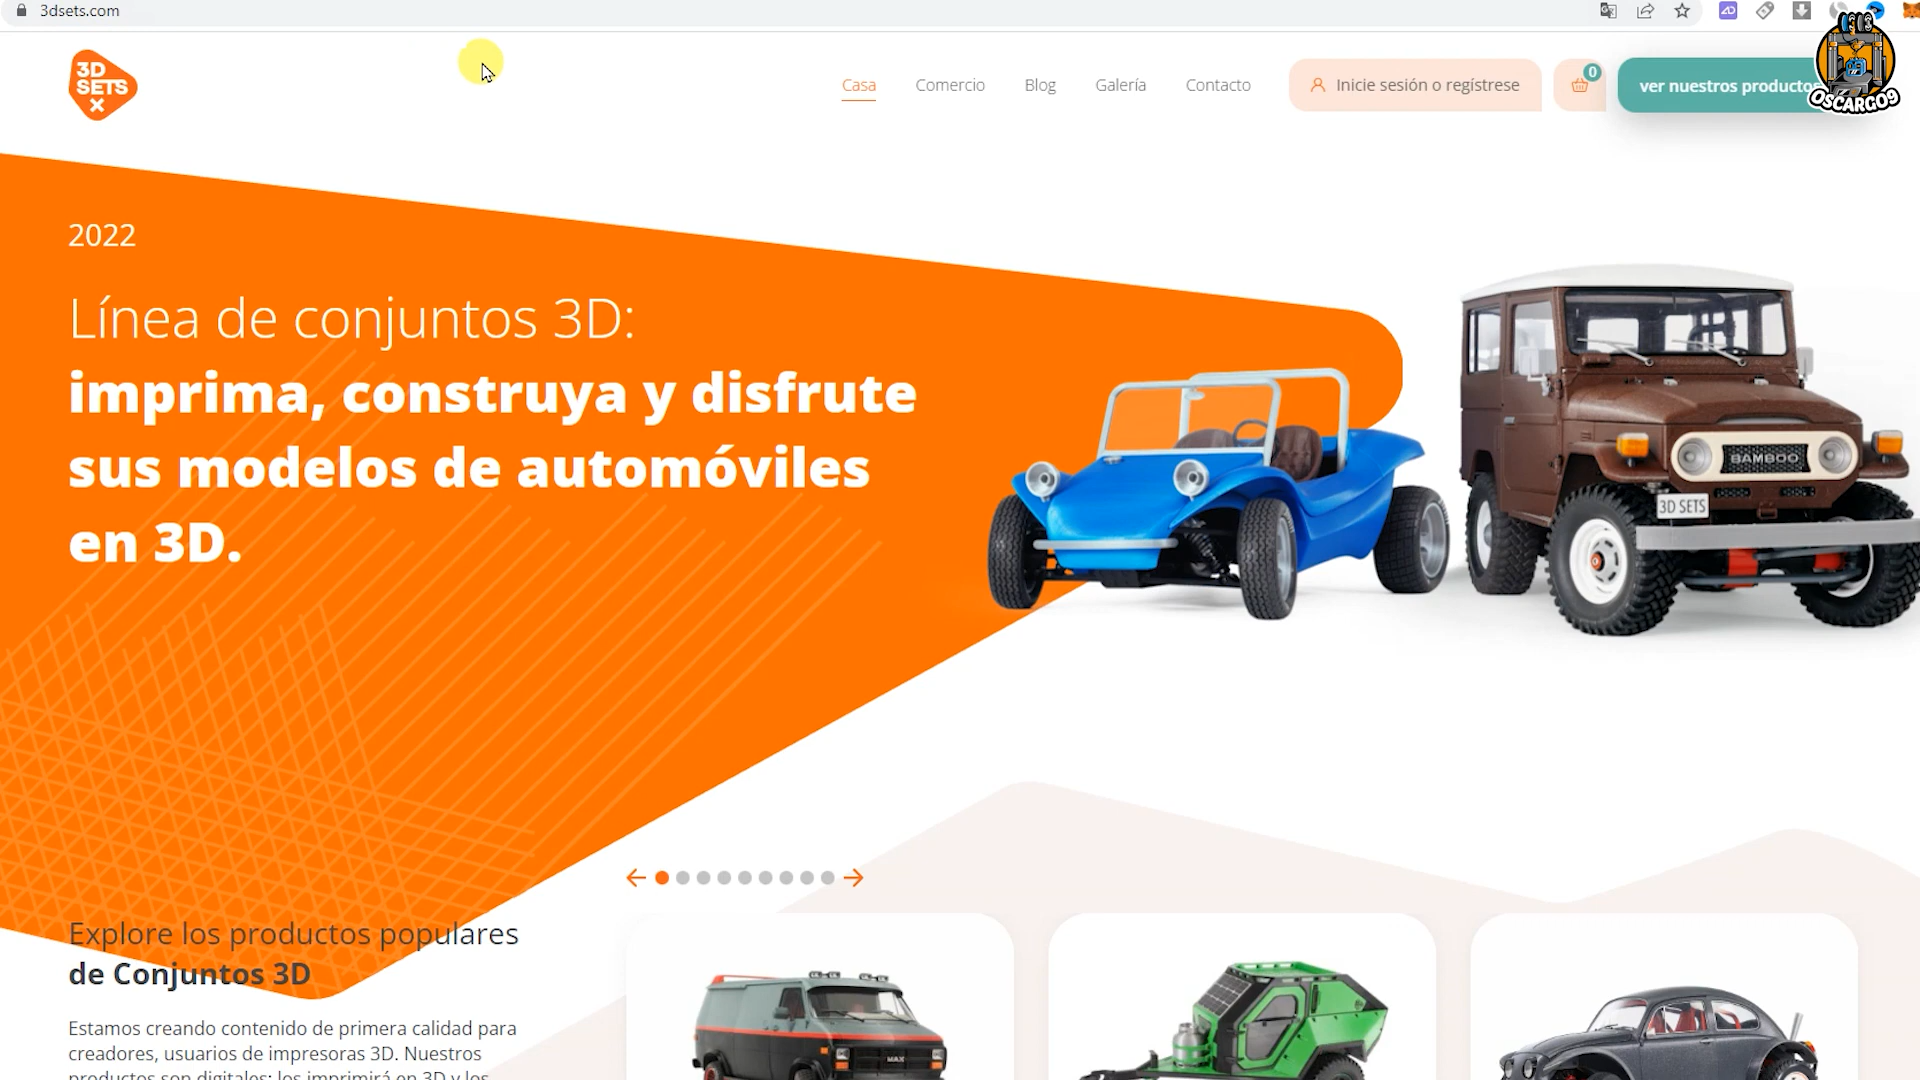 3dsets.com
3D
SETS
Casa
Comercio
Blog
Galería
Contacto
Inicie sesión o regístrese
0
ver nuestros productos
OSCARGO9
2022
Línea de conjuntos 3D:
imprima, construya y disfrute
sus modelos de automóviles
en 3D.
BAMBOO
3D SETS
Explore los productos populares
de Conjuntos 3D
Estamos creando contenido de primera calidad para
creadores, usuarios de impresoras 3D. Nuestros
productos son digitales: los imprimirá en 3D y los
MAX